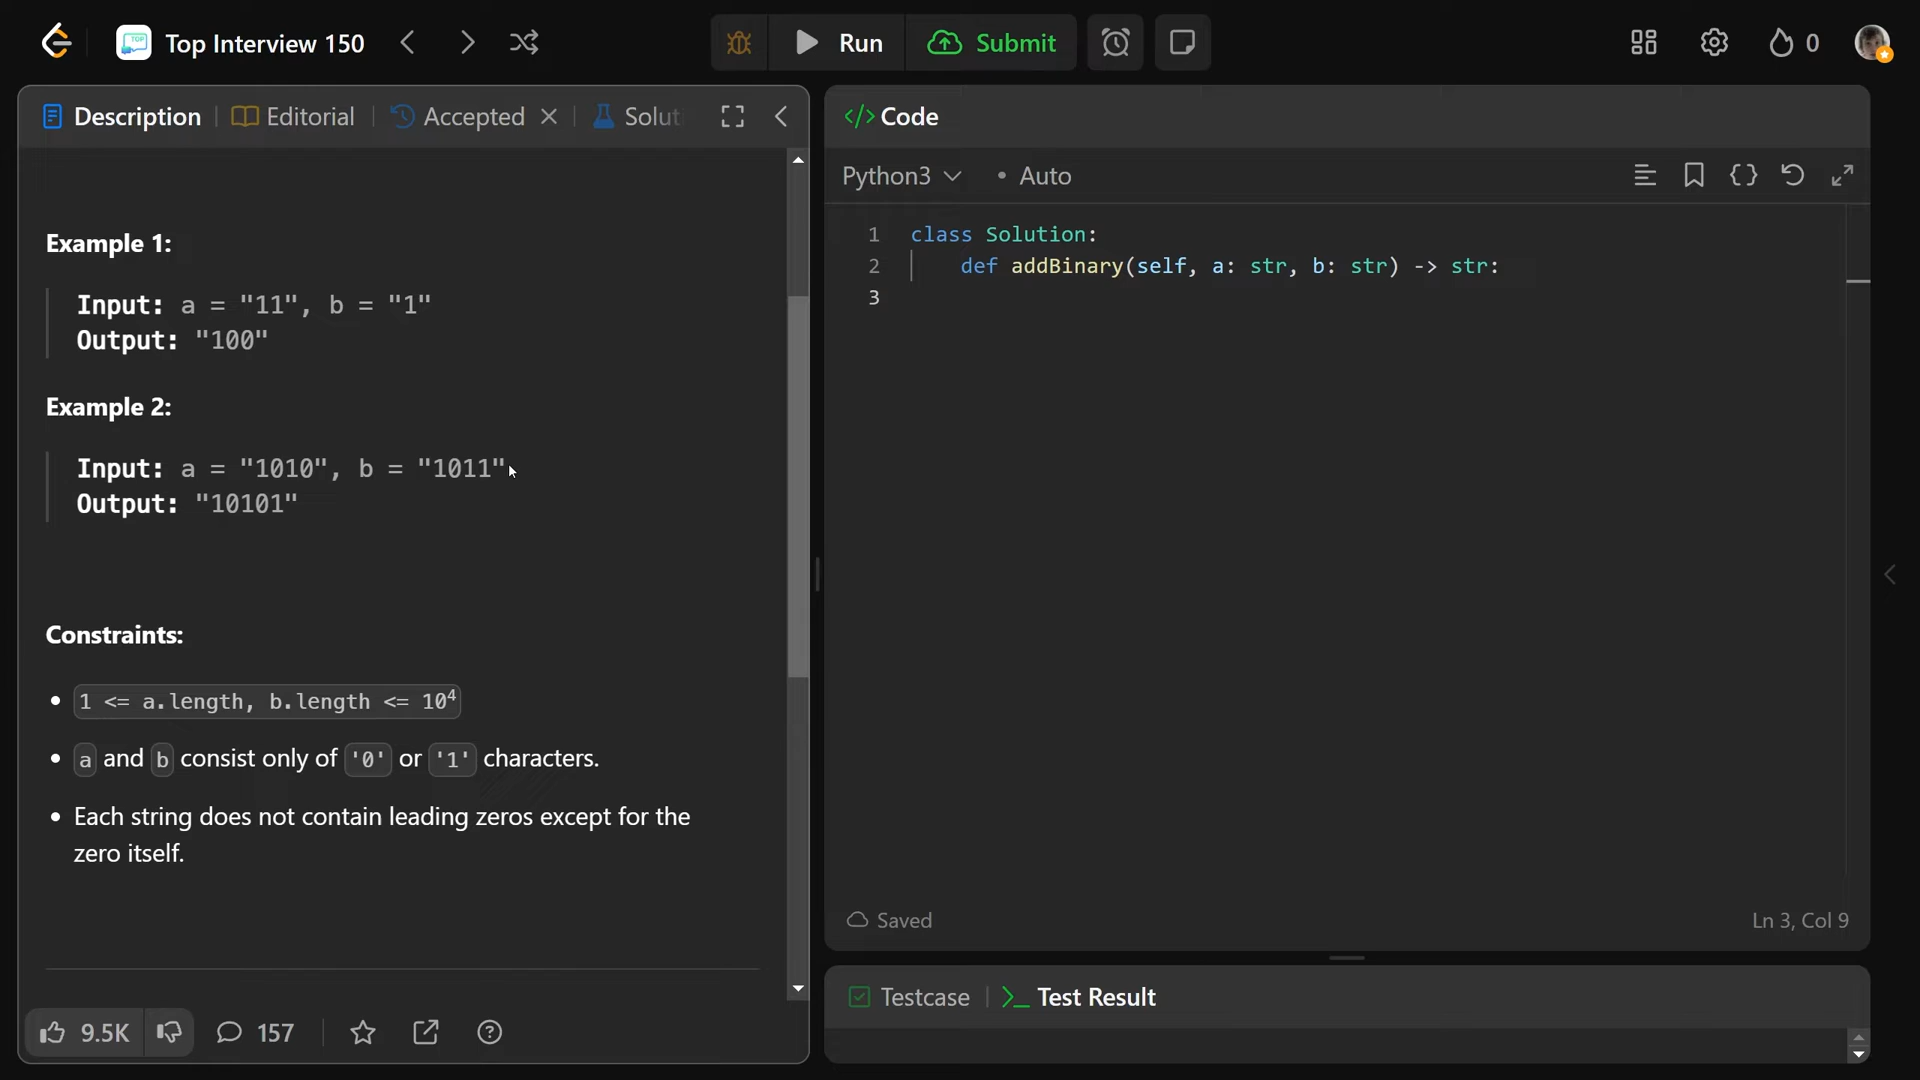 Top Interview 150
Run
Submit
0
Description
Editorial
Accepted
Solut
Example 1:
Input: a = "11", b = "1"
Output: "100"
Example 2:
Input: a = "1010", b = "1011"
Output: "10101"
Constraints:
1 <= a.length, b.length <= 10⁴
a and b consist only of '0' or '1' characters.
Each string does not contain leading zeros except for the
zero itself.
9.5K
157
</> Code
Python3
Auto
1 class Solution:
2 def addBinary(self, a: str, b: str) -> str:
3
Saved
Ln 3, Col 9
Testcase
Test Result